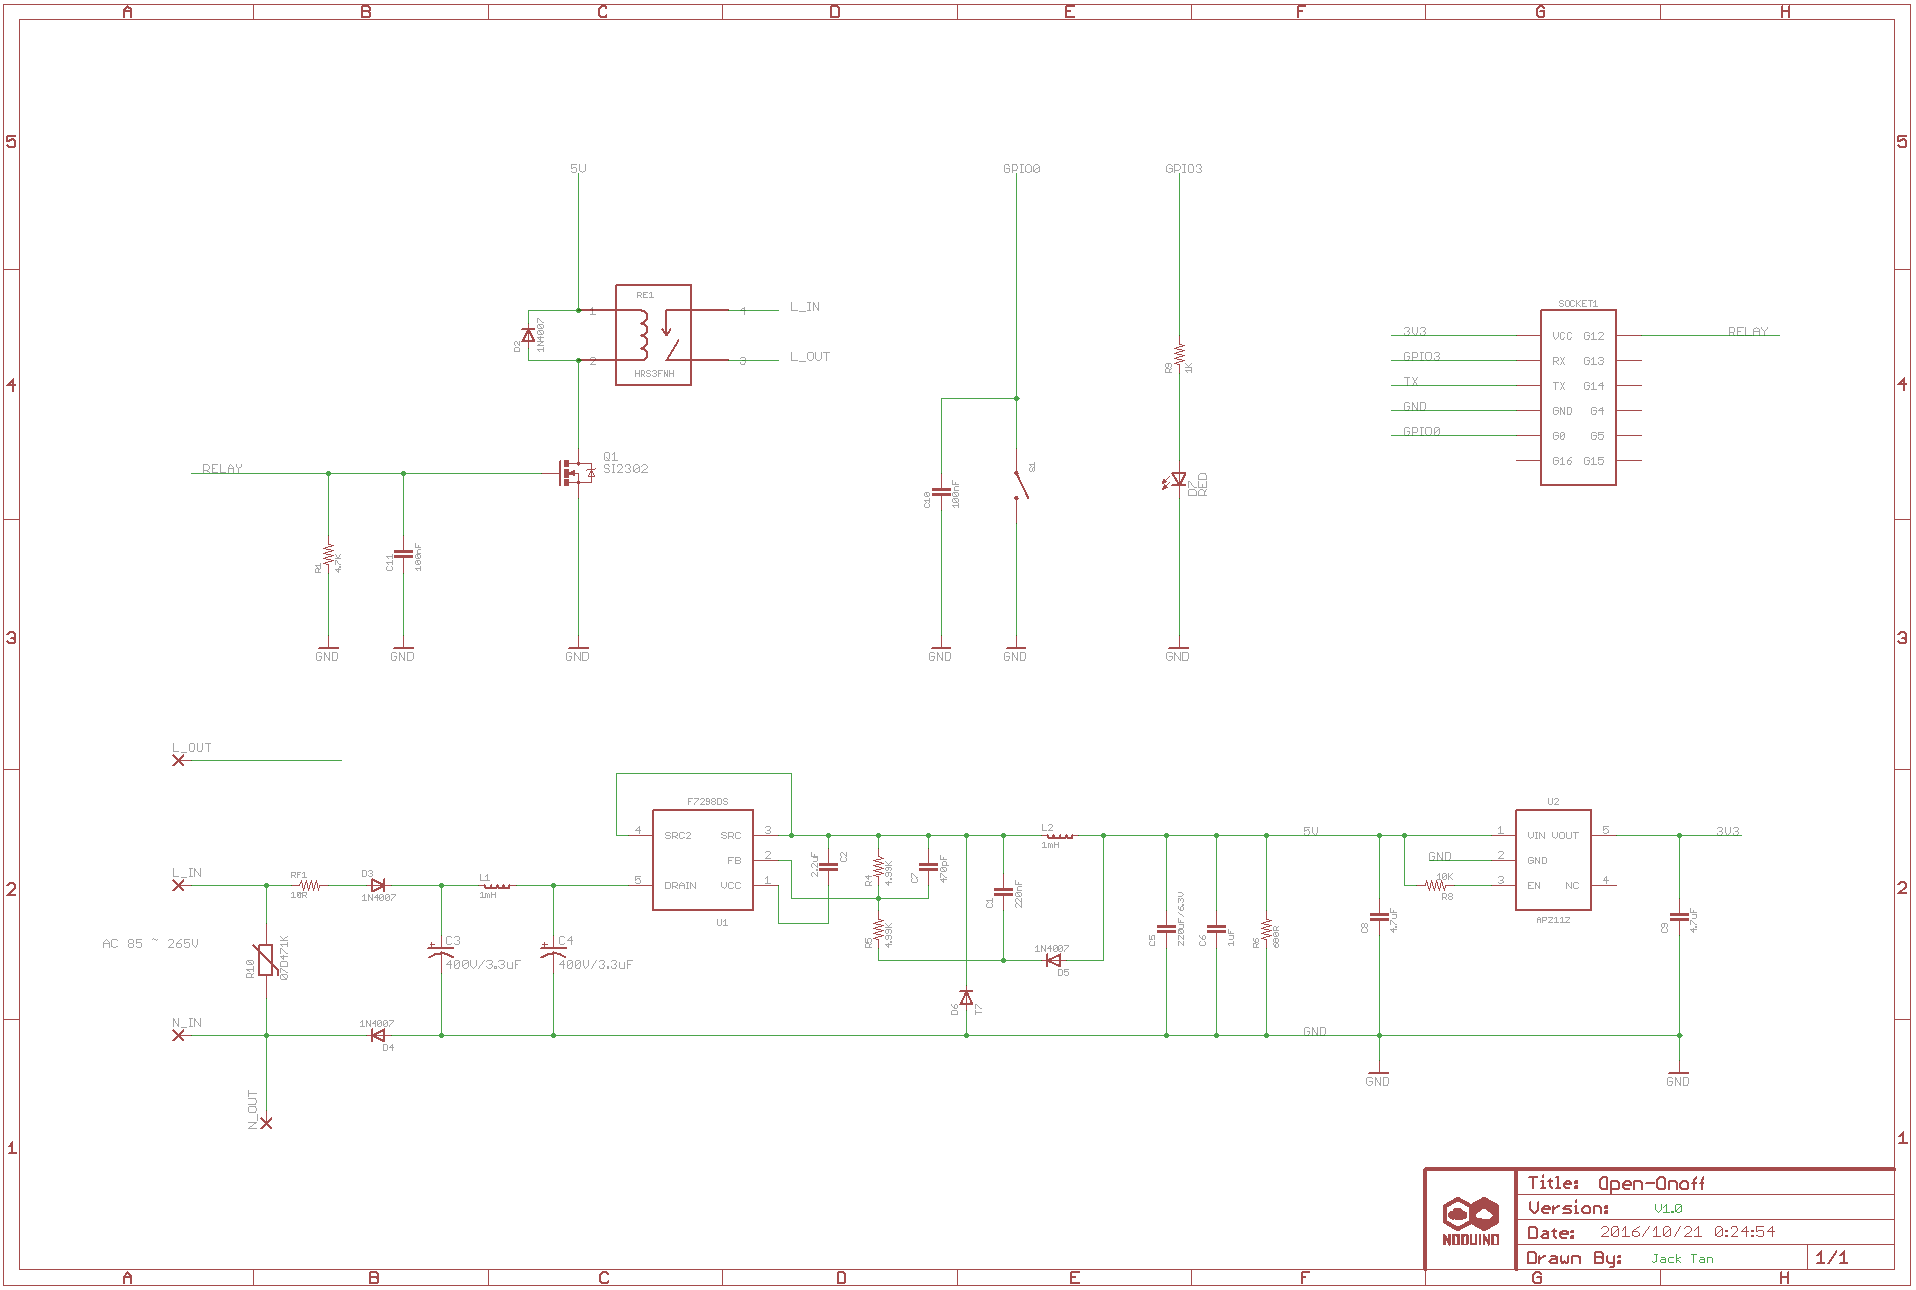 A B C D E F G H
5 5
5V GPIO0 GPIO3
RE1
1 4 L_IN
D2 1N4007
2 3 L_OUT
HRS3FNH
R9 1K
SOCKET1
3V3 VCC G12 RELAY
GPIO3 RX G13
TX TX G14
GND GND G4
GPIO0 G0 G5
G16 G15
4 4
RELAY
Q1
SI2302
C10 100nF
S1
D7
RED
R1 4.7K
C11 100nF
3 3
GND GND GND GND GND GND
L_OUT
F7298DS
4 SRC2 SRC 3
FB 2
5 DRAIN VCC 1
U1
2.2uF C2
R4 4.99K
C7 470pF
R5 4.99K
C1 220nF
L2
1mH
1N4007
D5
D6 T7
C5 220uF/6.3V
C6 1uF
R6 680R
5V
U2
1 VIN VOUT 5
3V3
GND 2 GND
10K
R8
3 EN NC 4
AP211Z
C8 4.7uF
C9 4.7uF
2 2
L_IN
RF1
10R
D3
1N4007
L1
1mH
AC 85 ~ 265V
R10 07D471K
+ C3
400V/3.3uF
+ C4
400V/3.3uF
N_IN
1N4007
D4
GND
GND GND
N_OUT
1 1
Title: Open-Onoff
Version: V1.0
Date: 2016/10/21 0:24:54
NODUINO
Drawn By: Jack Tan 1/1
A B C D E F G H